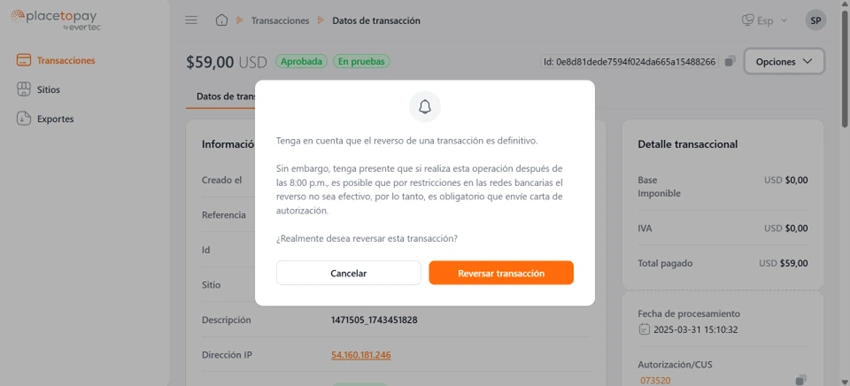 placetopay
by evertec
Transacciones
Sitios
Exportes
Transacciones
Datos de transacción
Esp
SP
$59,00 USD
Aprobada
En pruebas
Id: 0e8d81dede7594f024da665a15488266
Opciones
Datos de tran
Informació
Creado el
Referencia
Id
Sitio
Descripción
1471505_1743451828
Dirección IP
54.160.181.246
Tenga en cuenta que el reverso de una transacción es definitivo.
Sin embargo, tenga presente que si realiza esta operación después de
las 8:00 p.m., es posible que por restricciones en las redes bancarias el
reverso no sea efectivo, por lo tanto, es obligatorio que envíe carta de
autorización.
¿Realmente desea reversar esta transacción?
Cancelar
Reversar transacción
Detalle transaccional
Base
Imponible
USD $0,00
IVA
USD $0,00
Total pagado
USD $59,00
Fecha de procesamiento
2025-03-31 15:10:32
Autorización/CUS
073520